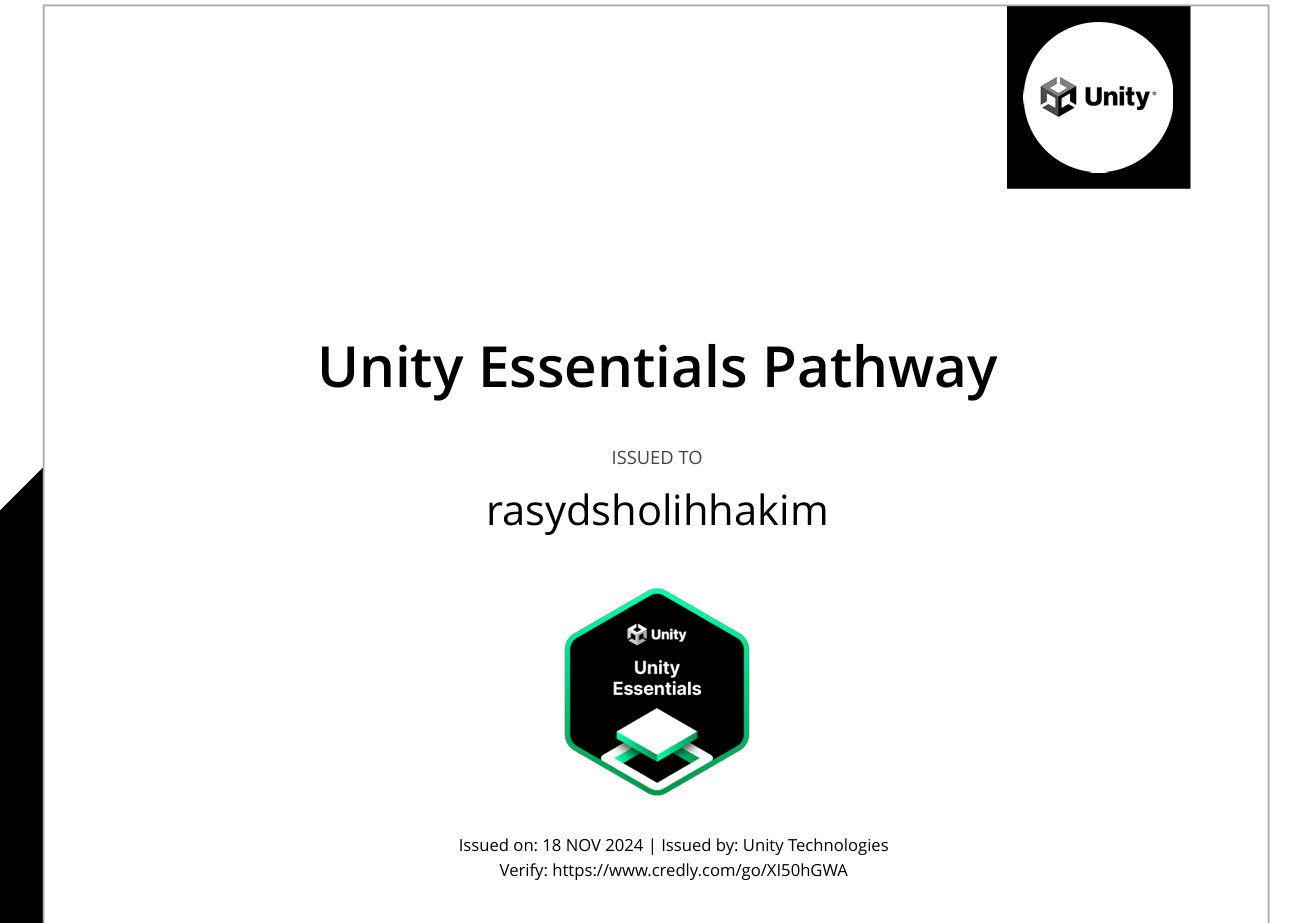 Unity
Unity Essentials Pathway
ISSUED TO
rasydsholihhakim
Unity
Unity
Essentials
Issued on: 18 NOV 2024 | Issued by: Unity Technologies
Verify: https://www.credly.com/go/XI50hGWA